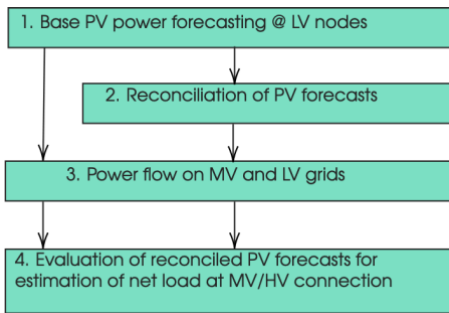 1. Base PV power forecasting @ LV nodes
2. Reconciliation of PV forecasts
3. Power flow on MV and LV grids
4. Evaluation of reconciled PV forecasts for
estimation of net load at MV/HV connection